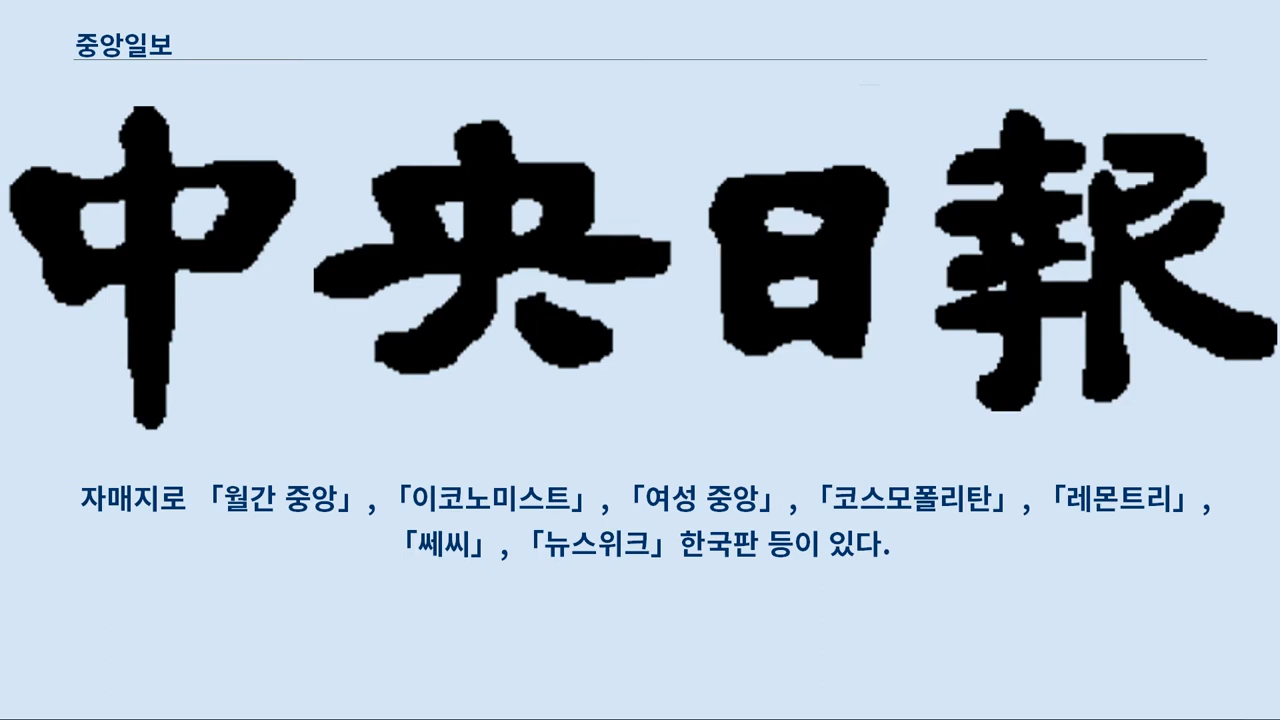 중앙일보
中央日報
자매지로 「월간 중앙」, 「이코노미스트」, 「여성 중앙」, 「코스모폴리탄」, 「레몬트리」,
「쎄씨」, 「뉴스위크」한국판 등이 있다.